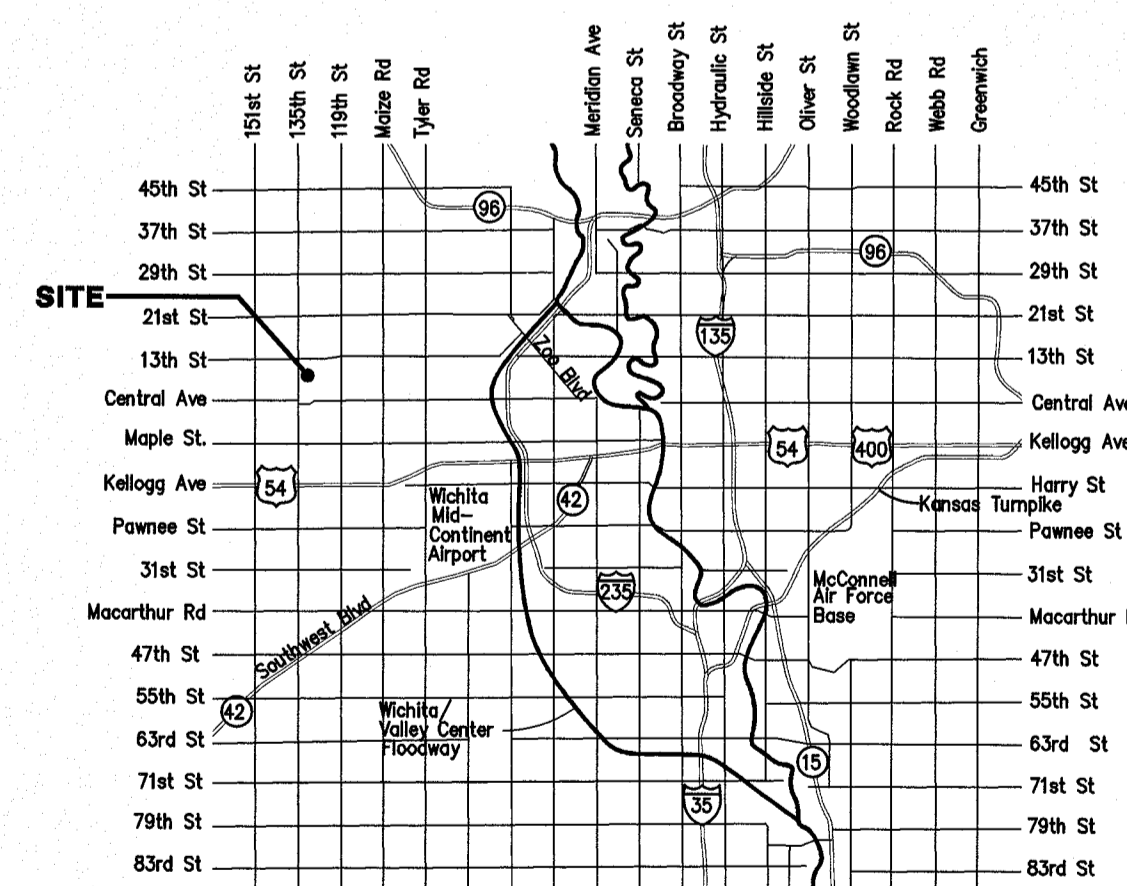 151st St
135th St
119th St
Maize Rd
Tyler Rd
Meridian Ave
Seneca St
Broadway St
Hydraulic St
Hillside St
Oliver St
Woodlawn St
Rock Rd
Webb Rd
Greenwich
45th St
37th St
29th St
SITE
21st St
13th St
Central Ave
Maple St.
Kellogg Ave
Pawnee St
31st St
Macarthur Rd
47th St
55th St
63rd St
71st St
79th St
83rd St
96
96
135
Zoo Blvd
54
54
400
42
Wichita
Mid-
Continent
Airport
Kansas Turnpike
235
McConnell
Air Force
Base
Southwest Blvd
42
Wichita/
Valley Center
Floodway
15
35
45th St
37th St
29th St
21st St
13th St
Central Ave
Kellogg Ave
Harry St
Pawnee St
31st St
Macarthur
47th St
55th St
63rd St
71st St
79th St
83rd St